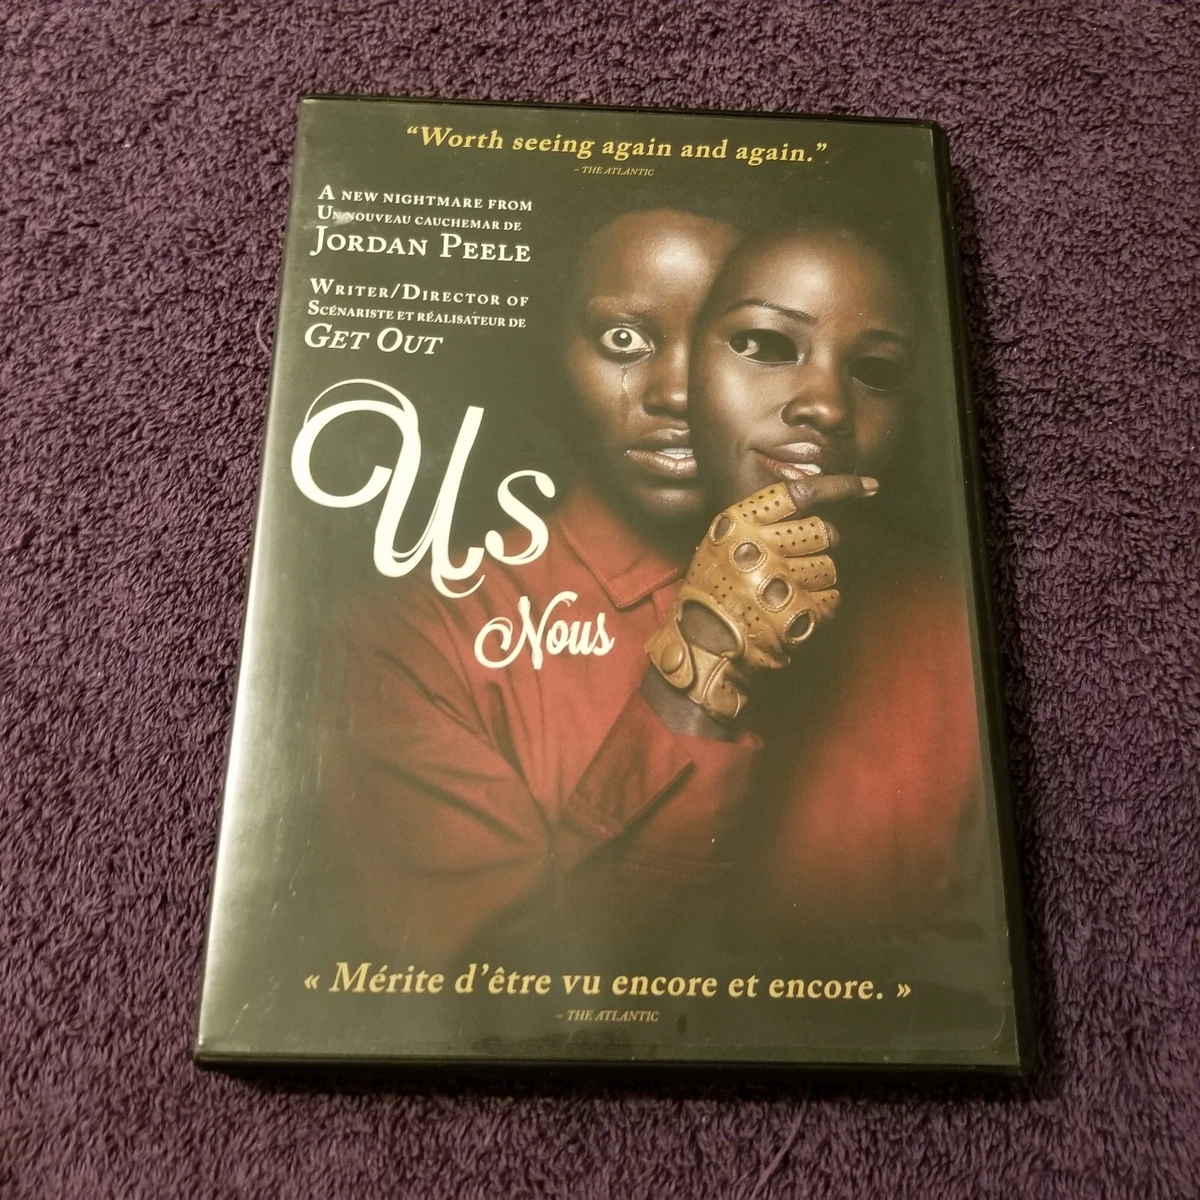 “Worth seeing again and again.”
– THE ATLANTIC
A NEW NIGHTMARE FROM
UN NOUVEAU CAUCHEMAR DE
JORDAN PEELE
WRITER/DIRECTOR OF
SCÉNARISTE ET RÉALISATEUR DE
GET OUT
Us
Nous
« Mérite d’être vu encore et encore. »
– THE ATLANTIC